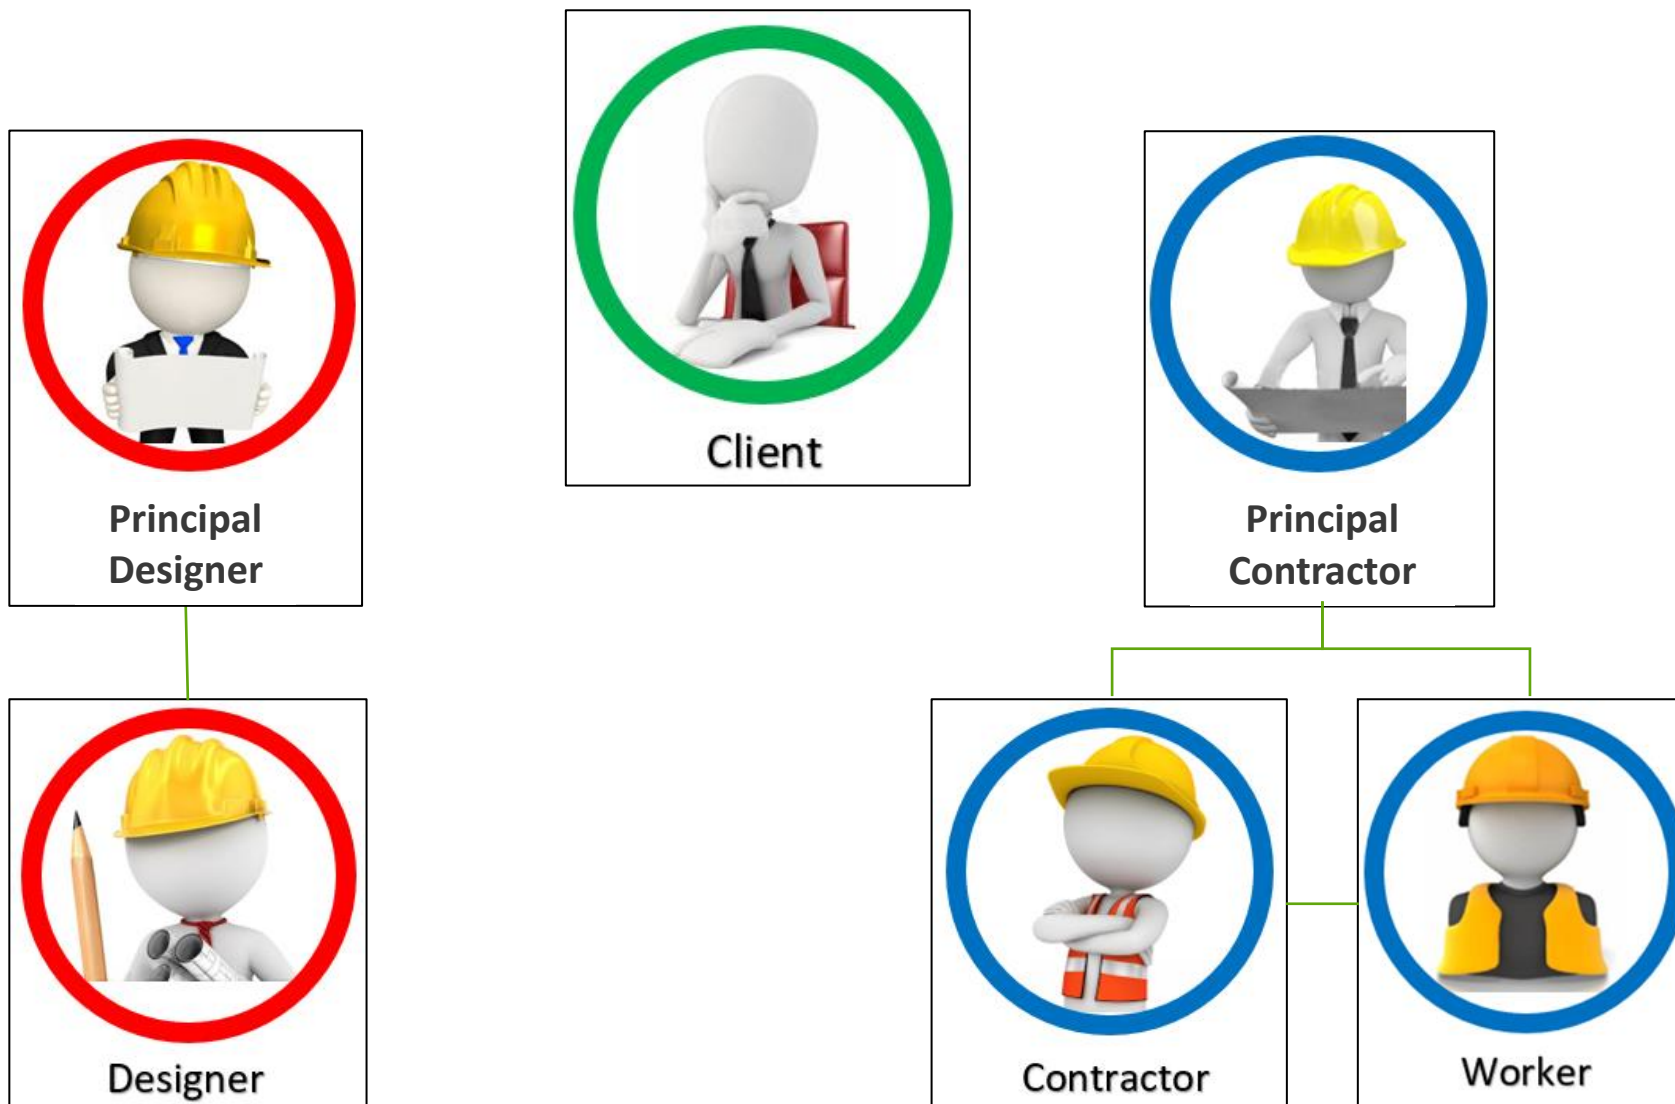 Client
Principal
Designer
Principal
Contractor
Designer
Contractor
Worker